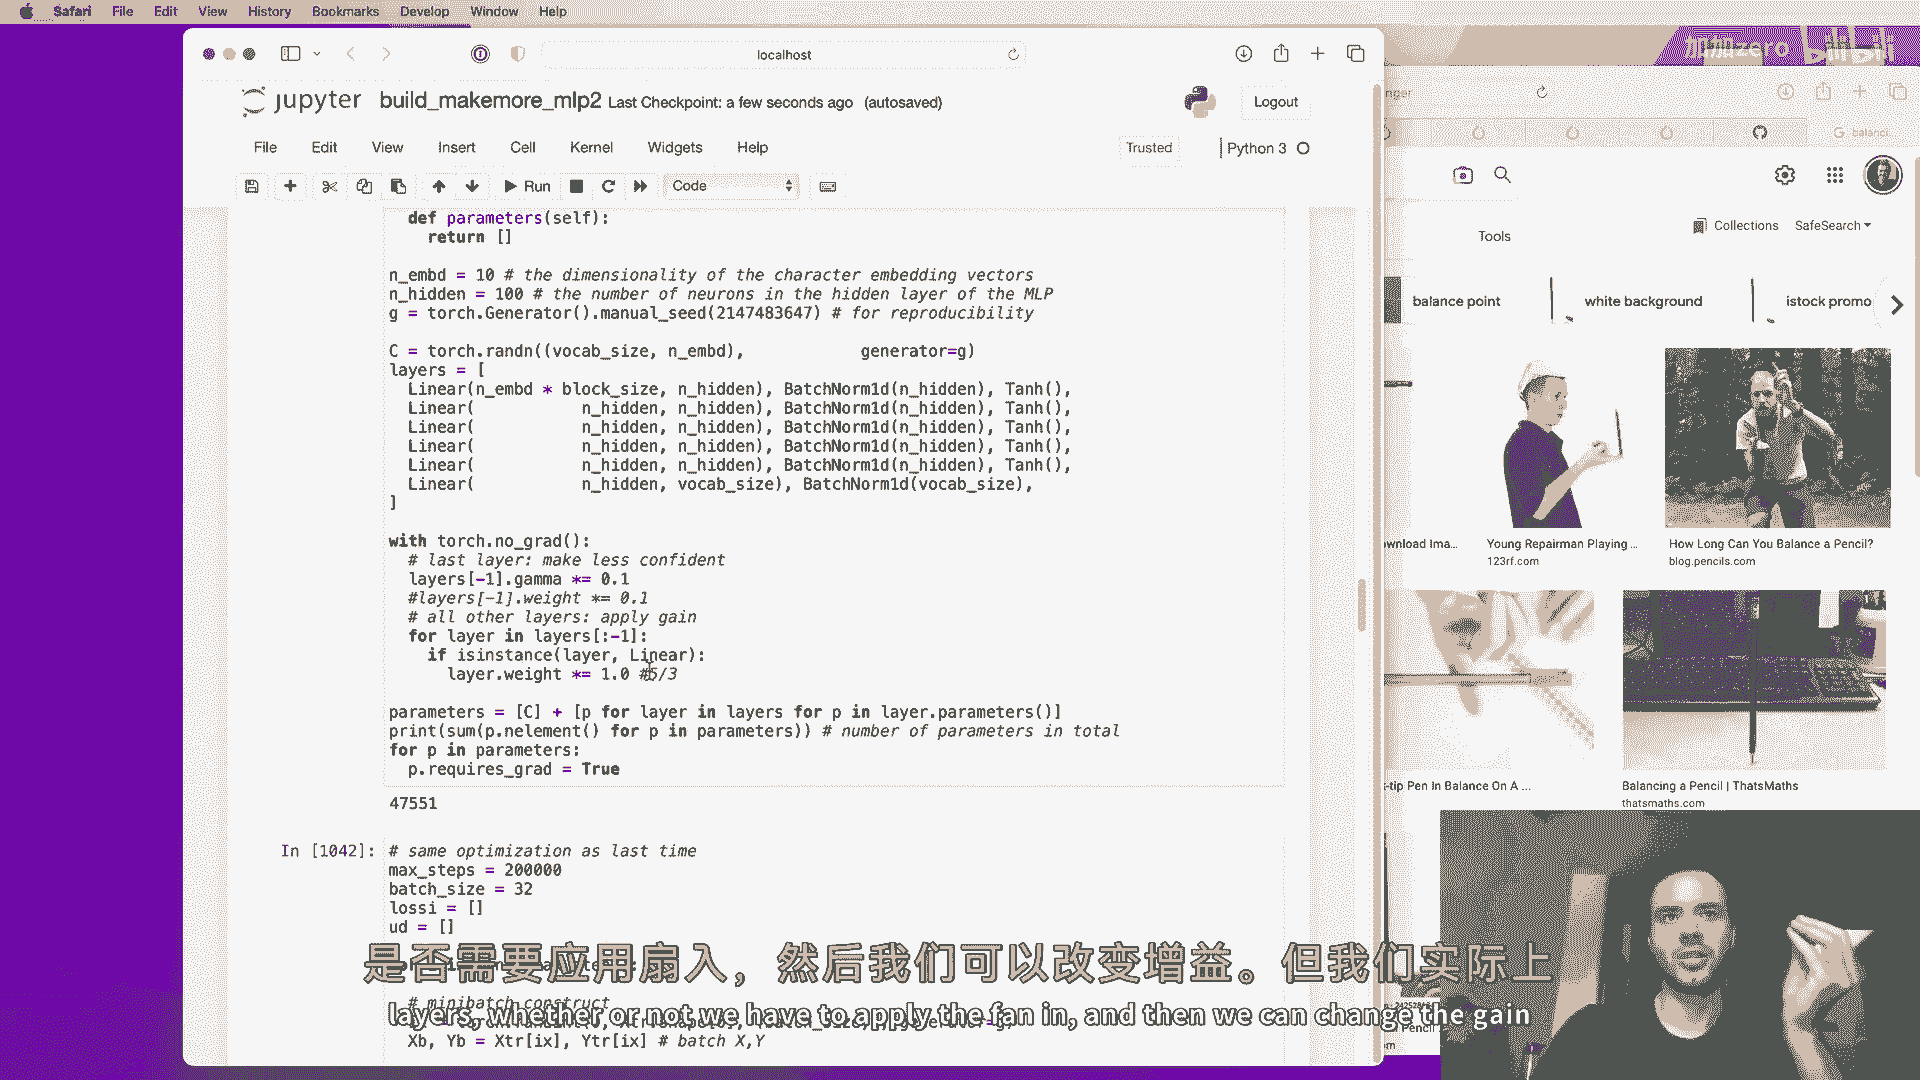 Safari File Edit View History Bookmarks Develop Window Help
加加zero bilibili
localhost
jupyter build_makemore_mlp2 Last Checkpoint: a few seconds ago (autosaved)
Logout
File Edit View Insert Cell Kernel Widgets Help
Trusted
Python 3
Run
Code
def parameters(self):
return []
n_embd = 10 # the dimensionality of the character embedding vectors
n_hidden = 100 # the number of neurons in the hidden layer of the MLP
g = torch.Generator().manual_seed(2147483647) # for reproducibility
C = torch.randn((vocab_size, n_embd), generator=g)
layers = [
Linear(n_embd * block_size, n_hidden), BatchNorm1d(n_hidden), Tanh(),
Linear( n_hidden, n_hidden), BatchNorm1d(n_hidden), Tanh(),
Linear( n_hidden, n_hidden), BatchNorm1d(n_hidden), Tanh(),
Linear( n_hidden, n_hidden), BatchNorm1d(n_hidden), Tanh(),
Linear( n_hidden, n_hidden), BatchNorm1d(n_hidden), Tanh(),
Linear( n_hidden, vocab_size), BatchNorm1d(vocab_size),
]
with torch.no_grad():
# last layer: make less confident
layers[-1].gamma *= 0.1
#layers[-1].weight *= 0.1
# all other layers: apply gain
for layer in layers[:-1]:
if isinstance(layer, Linear):
layer.weight *= 1.0 #5/3
parameters = [C] + [p for layer in layers for p in layer.parameters()]
print(sum(p.nelement() for p in parameters)) # number of parameters in total
for p in parameters:
p.requires_grad = True
47551
In [1042]: # same optimization as last time
max_steps = 200000
batch_size = 32
lossi = []
ud = []
# minibatch construct
Xb, Yb = Xtr[ix], Ytr[ix] # batch X,Y
是否需要应用扇入，然后我们可以改变增益。但我们实际上
layers, whether or not we have to apply the fan in, and then we can change the gain
nger
balanci...
Tools
Collections SafeSearch
balance point
white background
istock promo
wnload Ima...
Young Repairman Playing ...
123rf.com
How Long Can You Balance a Pencil?
blog.pencils.com
-tip Pen In Balance On A ...
Balancing a Pencil | ThatsMaths
thatsmaths.com